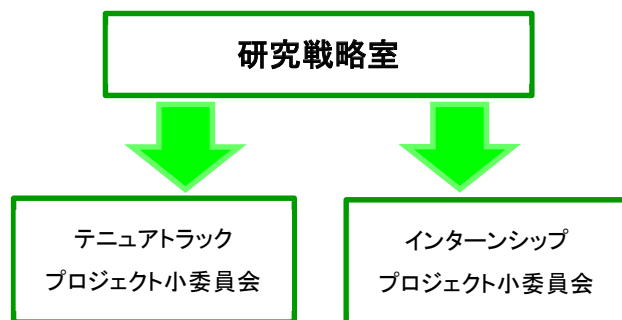 研究戦略室
テニュアトラック
プロジェクト小委員会
インターンシップ
プロジェクト小委員会